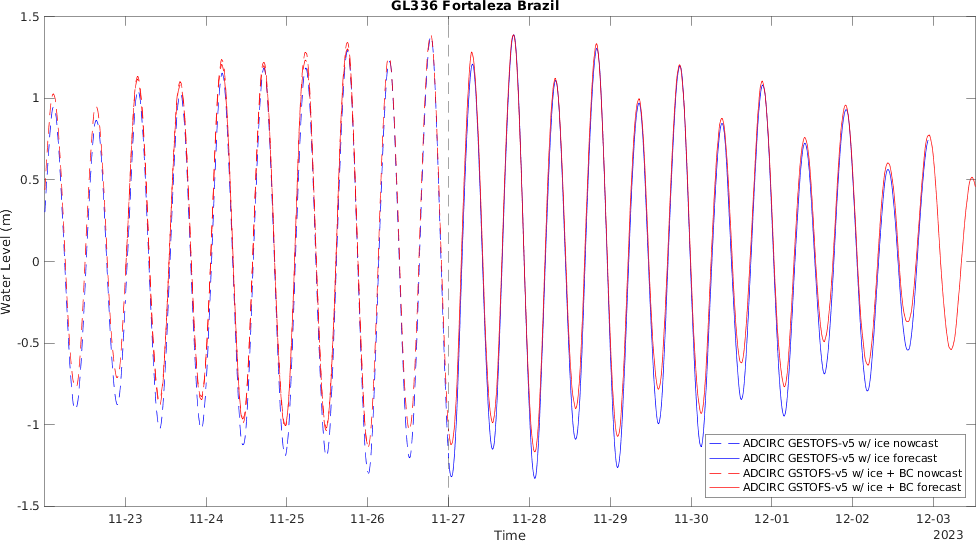 GL336 Fortaleza Brazil
1.5
1
0.5
0
-0.5
-1
-1.5
Water Level (m)
11-23 11-24 11-25 11-26 11-27 11-28 11-29 11-30 12-01 12-02 12-03
Time
2023
ADCIRC GESTOFS-v5 w/ ice nowcast
ADCIRC GESTOFS-v5 w/ ice forecast
ADCIRC GSTOFS-v5 w/ ice + BC nowcast
ADCIRC GSTOFS-v5 w/ ice + BC forecast